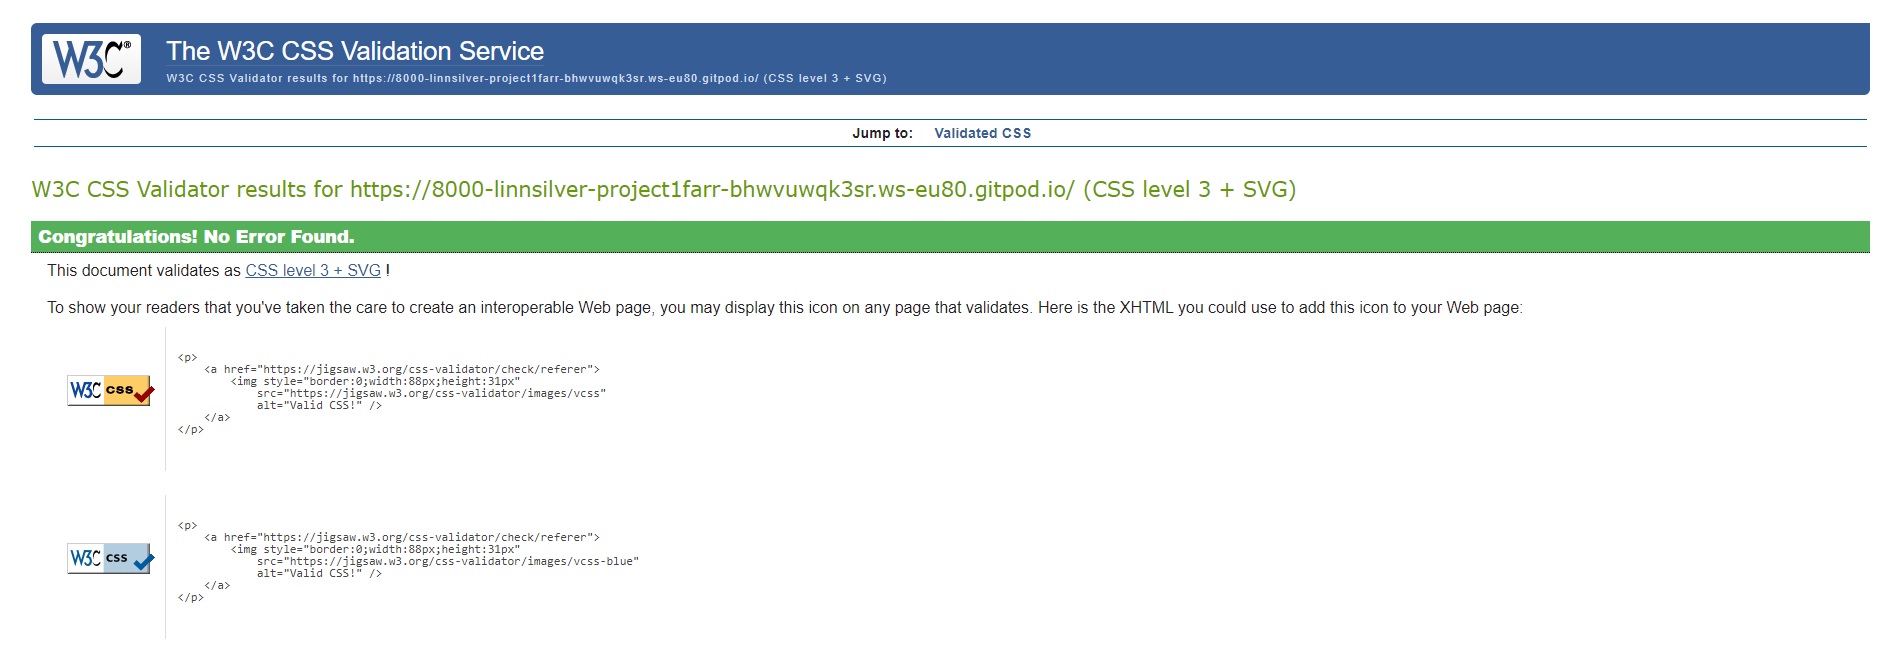 W3C®
The W3C CSS Validation Service
W3C CSS Validator results for https://8000-linnsilver-project1farr-bhwvuwqk3sr.ws-eu80.gitpod.io/ (CSS level 3 + SVG)
Jump to: Validated CSS
W3C CSS Validator results for https://8000-linnsilver-project1farr-bhwvuwqk3sr.ws-eu80.gitpod.io/ (CSS level 3 + SVG)
Congratulations! No Error Found.
This document validates as CSS level 3 + SVG !
To show your readers that you've taken the care to create an interoperable Web page, you may display this icon on any page that validates. Here is the XHTML you could use to add this icon to your Web page:
W3C css
<p>
<a href="https://jigsaw.w3.org/css-validator/check/referer">
<img style="border:0;width:88px;height:31px"
src="https://jigsaw.w3.org/css-validator/images/vcss"
alt="Valid CSS!" />
</a>
</p>
W3C css
<p>
<a href="https://jigsaw.w3.org/css-validator/check/referer">
<img style="border:0;width:88px;height:31px"
src="https://jigsaw.w3.org/css-validator/images/vcss-blue"
alt="Valid CSS!" />
</a>
</p>